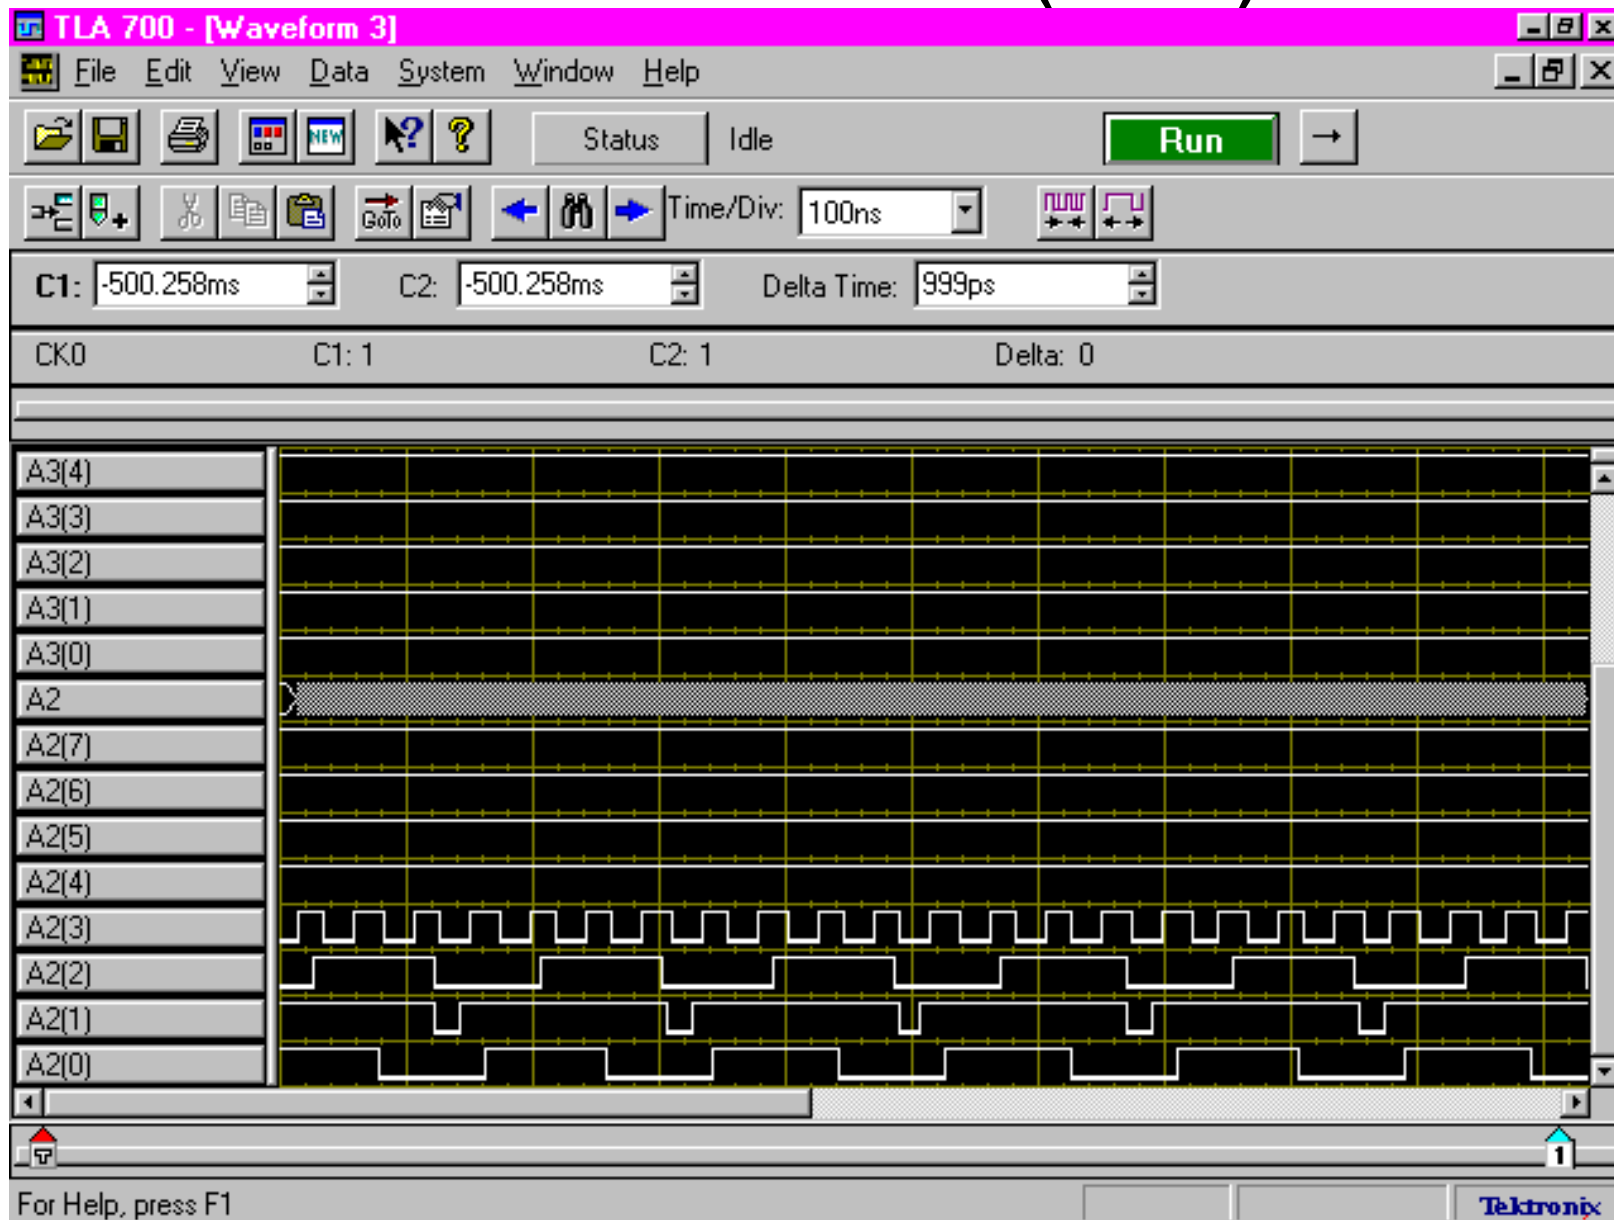 TLA 700 - [Waveform 3]
File Edit View Data System Window Help
NEW Status Idle Run
GoTo Time/Div: 100ns
C1: -500.258ms C2: -500.258ms Delta Time: 999ps
CK0 C1: 1 C2: 1 Delta: 0
A3(4)
A3(3)
A3(2)
A3(1)
A3(0)
A2
A2(7)
A2(6)
A2(5)
A2(4)
A2(3)
A2(2)
A2(1)
A2(0)
T 1
For Help, press F1 Tektronix